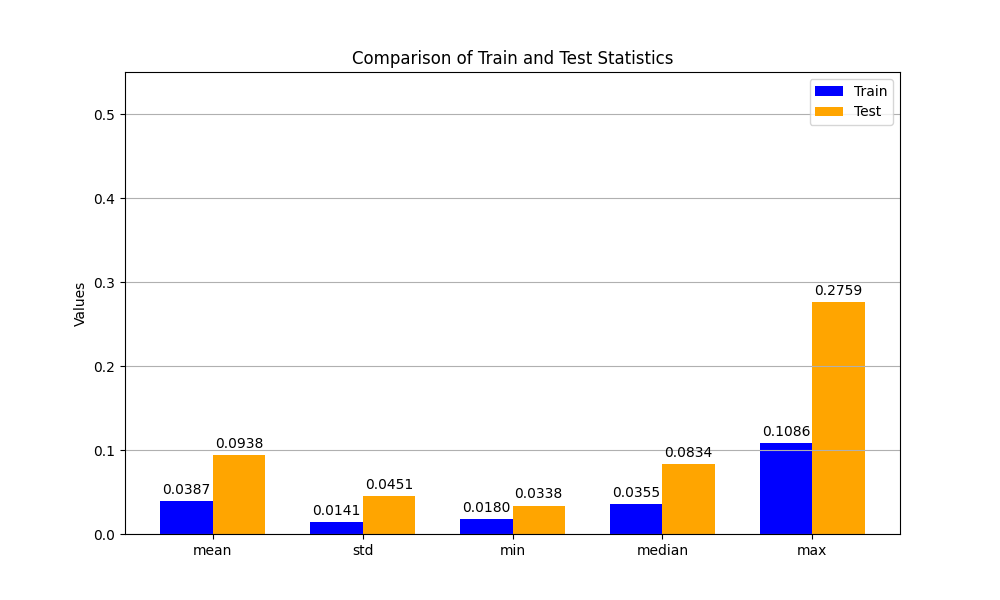 Comparison of Train and Test Statistics
Train
Test
Values
0.5
0.4
0.3
0.2
0.1
0.0
0.0387
0.0938
0.0141
0.0451
0.0180
0.0338
0.0355
0.0834
0.1086
0.2759
mean
std
min
median
max